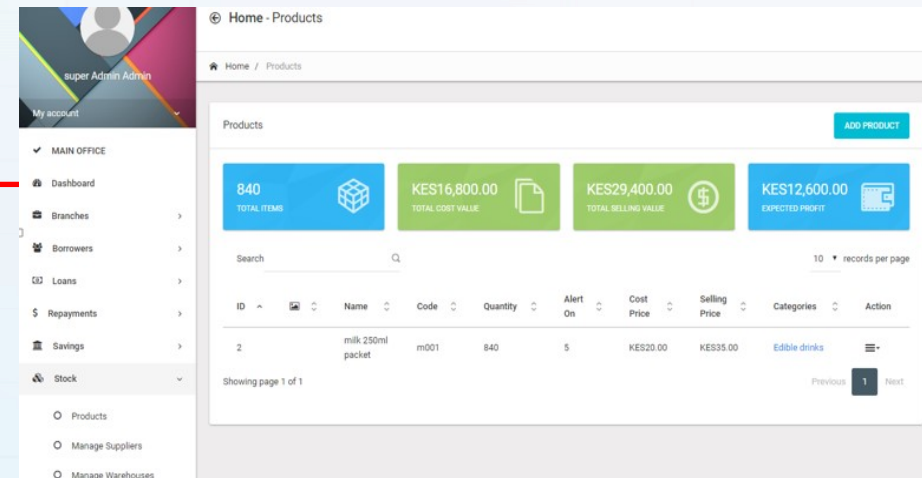 Home - Products
super Admin Admin
Home / Products
My account
Products
ADD PRODUCT
MAIN OFFICE
Dashboard
840
TOTAL ITEMS
KES16,800.00
TOTAL COST VALUE
KES29,400.00
TOTAL SELLING VALUE
KES12,600.00
EXPECTED PROFIT
Branches
Borrowers
Search
10 records per page
Loans
Repayments
ID Name Code Quantity Alert On Cost Price Selling Price Categories Action
2 milk 250ml packet m001 840 5 KES20.00 KES35.00 Edible drinks
Savings
Stock
Showing page 1 of 1
Previous 1 Next
Products
Manage Suppliers
Manage Warehouses